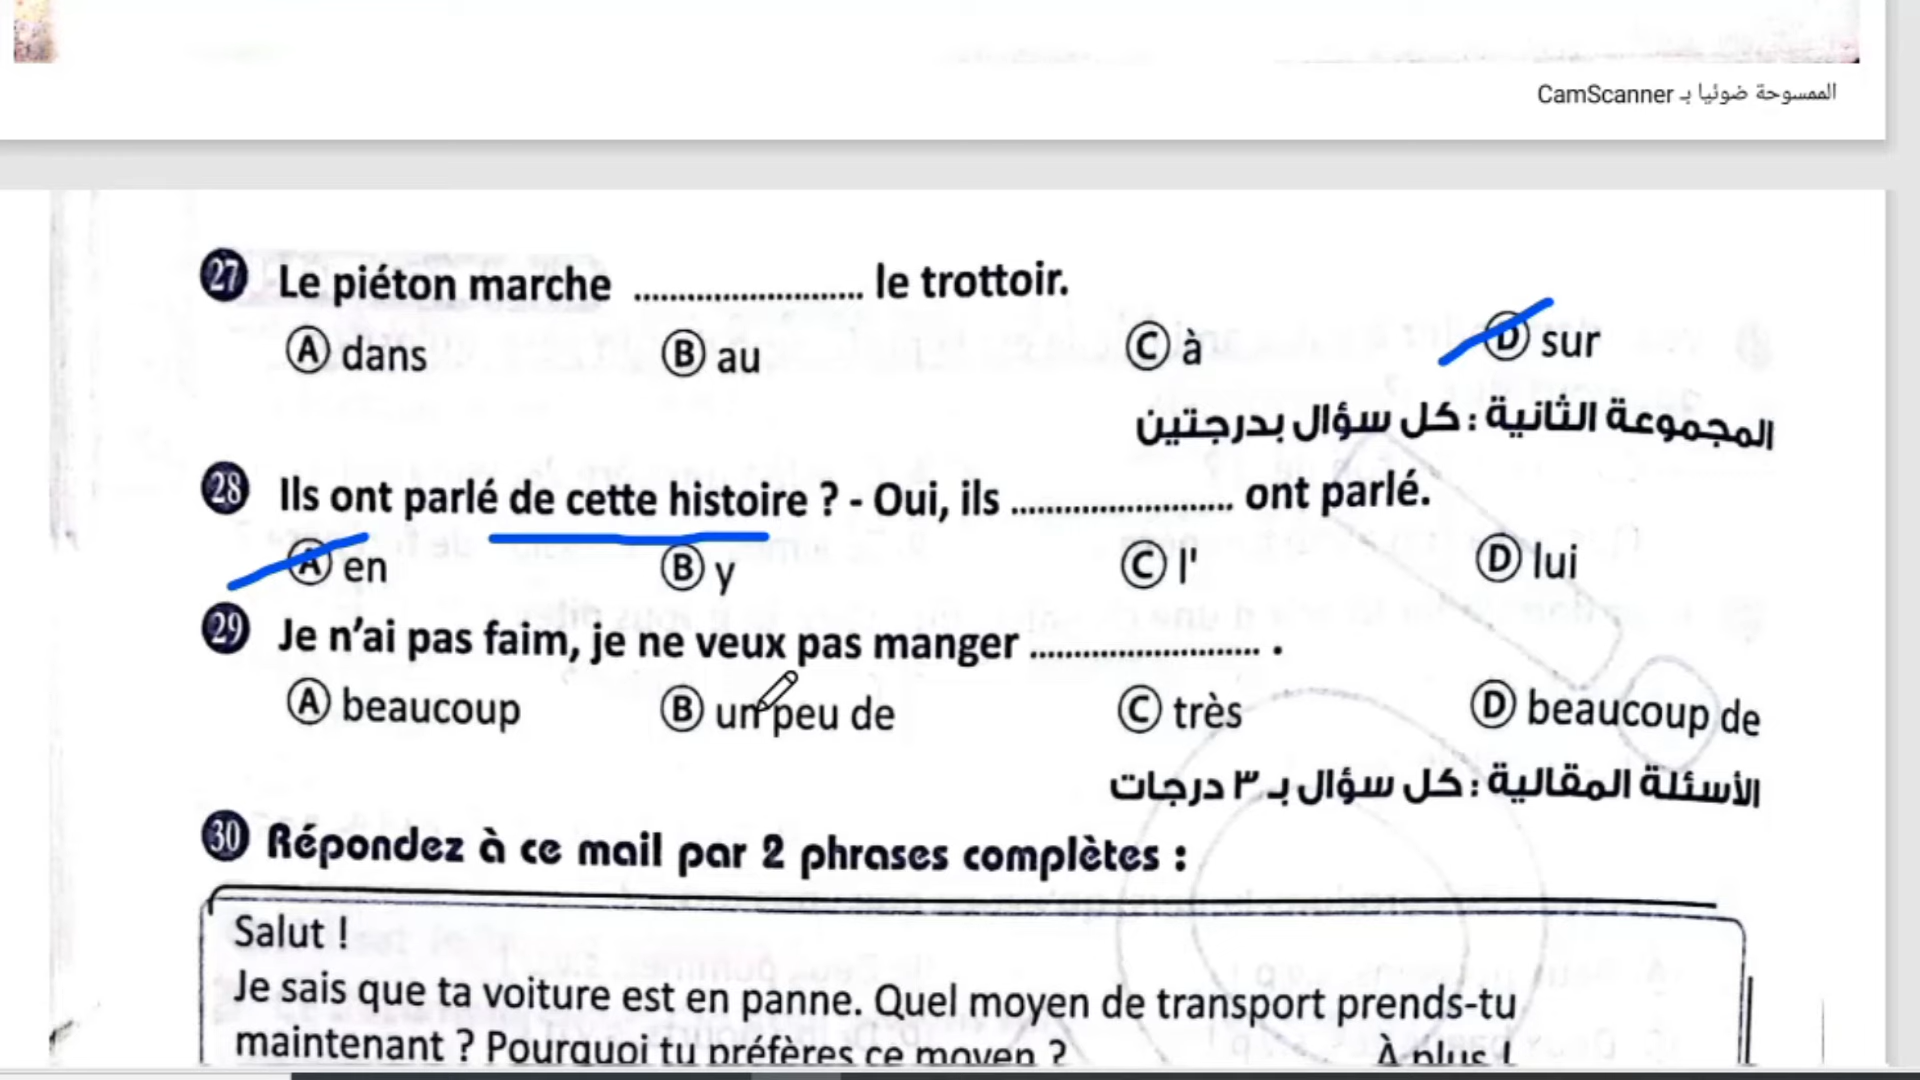 الممسوحة ضوئيا بـ CamScanner
27 Le piéton marche ........................ le trottoir.
A dans B au C à D sur
المجموعة الثانية : كل سؤال بدرجتين
28 Ils ont parlé de cette histoire ? - Oui, ils ........................ ont parlé.
A en B y C l' D lui
29 Je n’ai pas faim, je ne veux pas manger ........................ .
A beaucoup B un peu de C très D beaucoup de
الأسئلة المقالية : كل سؤال بـ ٣ درجات
30 Répondez à ce mail par 2 phrases complètes :
Salut !
Je sais que ta voiture est en panne. Quel moyen de transport prends-tu
maintenant ? Pourquoi tu préfères ce moyen ? À plus !